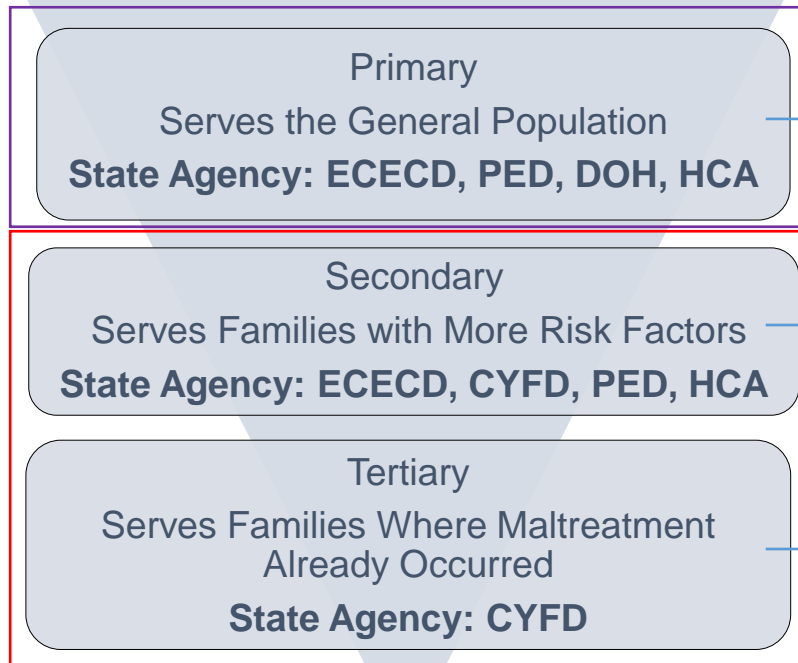 Primary
Serves the General Population
State Agency: ECECD, PED, DOH, HCA
Secondary
Serves Families with More Risk Factors
State Agency: ECECD, CYFD, PED, HCA
Tertiary
Serves Families Where Maltreatment
Already Occurred
State Agency: CYFD